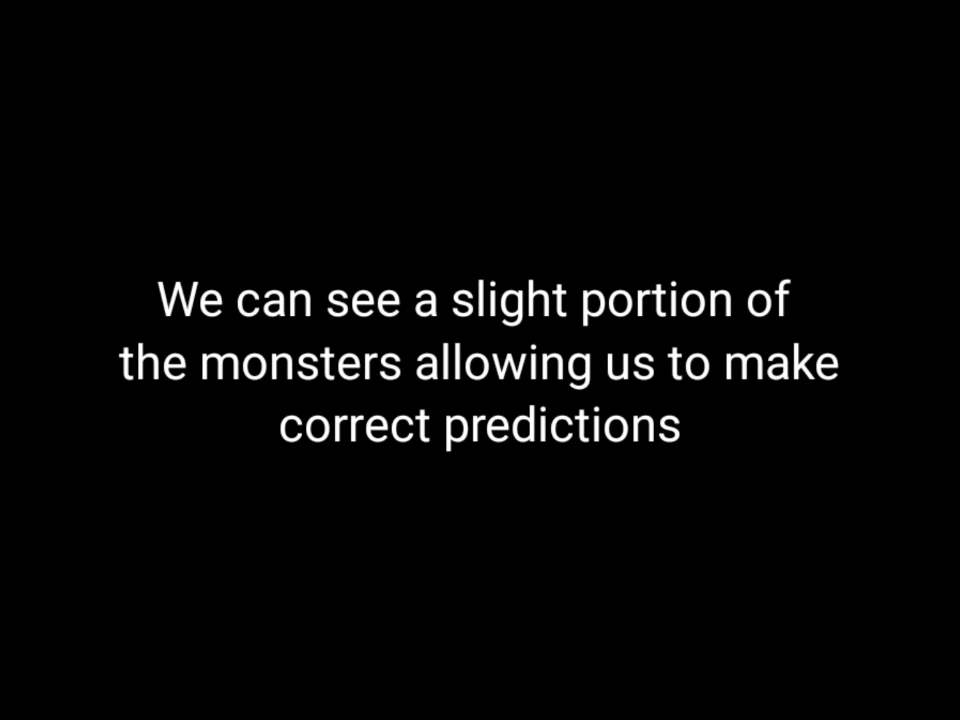 We can see a slight portion of
the monsters allowing us to make
correct predictions